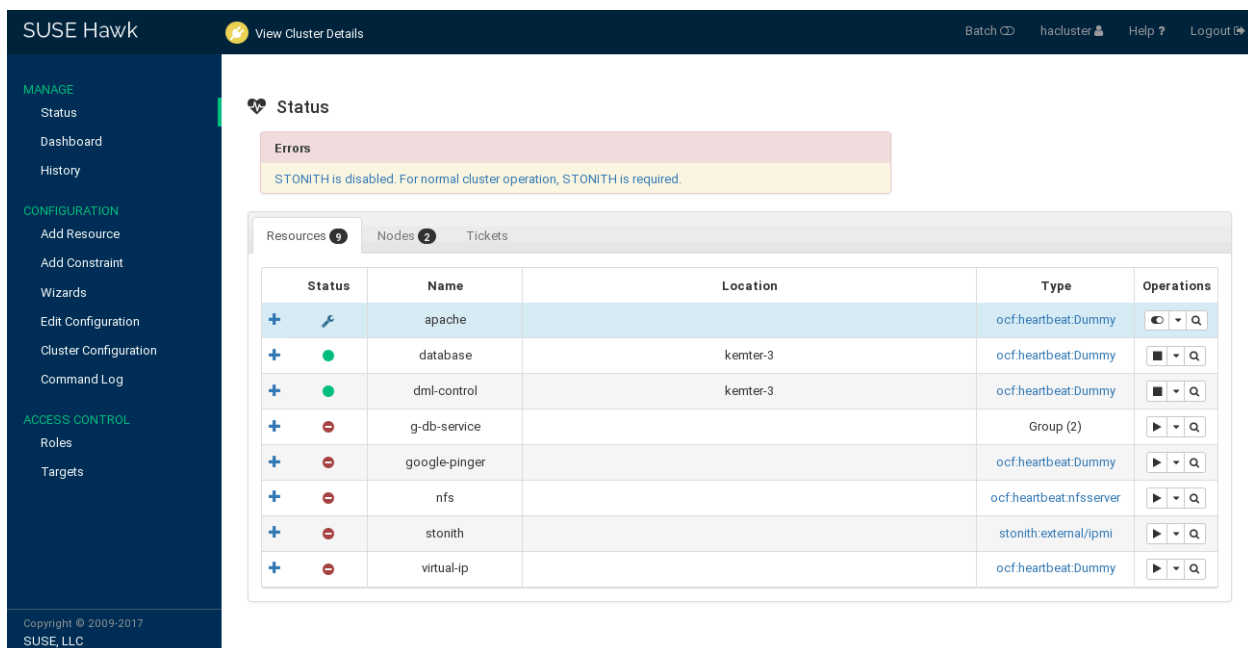 SUSE Hawk
View Cluster Details
Batch
hacluster
Help ?
Logout
MANAGE
Status
Dashboard
History
CONFIGURATION
Add Resource
Add Constraint
Wizards
Edit Configuration
Cluster Configuration
Command Log
ACCESS CONTROL
Roles
Targets
Copyright © 2009-2017
SUSE, LLC
Status
Errors
STONITH is disabled. For normal cluster operation, STONITH is required.
Resources 9 Nodes 2 Tickets
Status Name Location Type Operations
apache ocf:heartbeat:Dummy
database kemter-3 ocf:heartbeat:Dummy
dml-control kemter-3 ocf:heartbeat:Dummy
g-db-service Group (2)
google-pinger ocf:heartbeat:Dummy
nfs ocf:heartbeat:nfsserver
stonith stonith:external/ipmi
virtual-ip ocf:heartbeat:Dummy